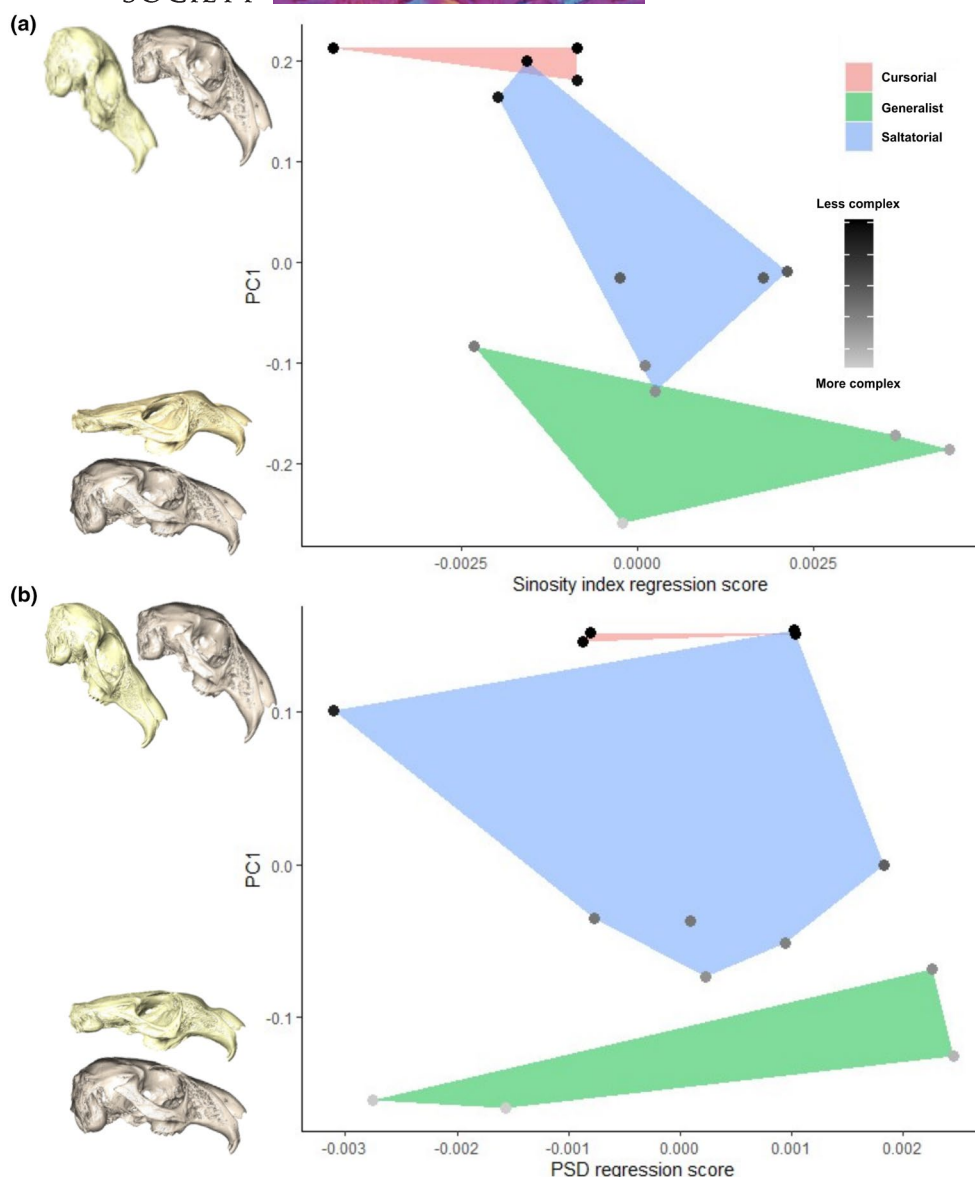 (a)
0.2
0.1
0.0
-0.1
-0.2
PC1
-0.0025
0.0000
0.0025
Sinosity index regression score
Cursorial
Generalist
Saltatorial
Less complex
More complex
(b)
0.1
0.0
-0.1
PC1
-0.003
-0.002
-0.001
0.000
0.001
0.002
PSD regression score